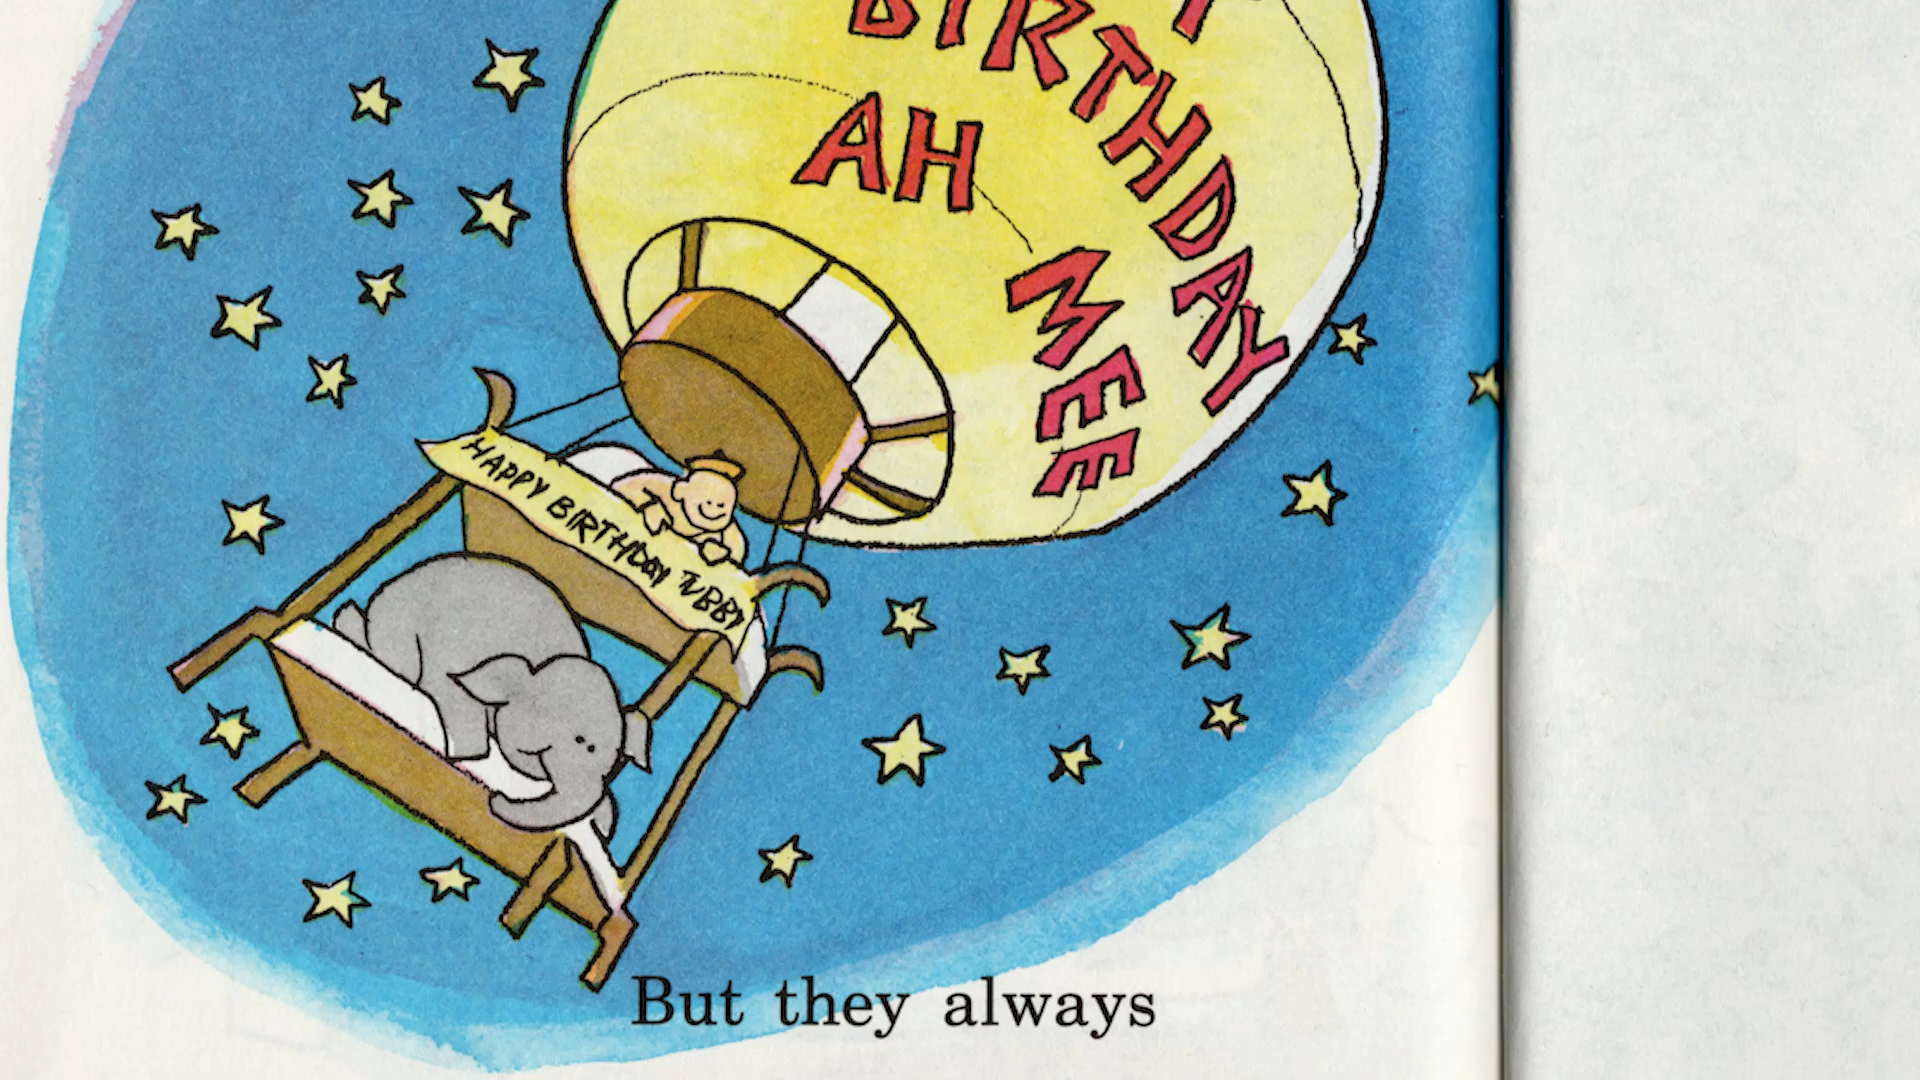 BIRTHDAY
AH
MEE
HAPPY BIRTHDAY TUBBY
But they always